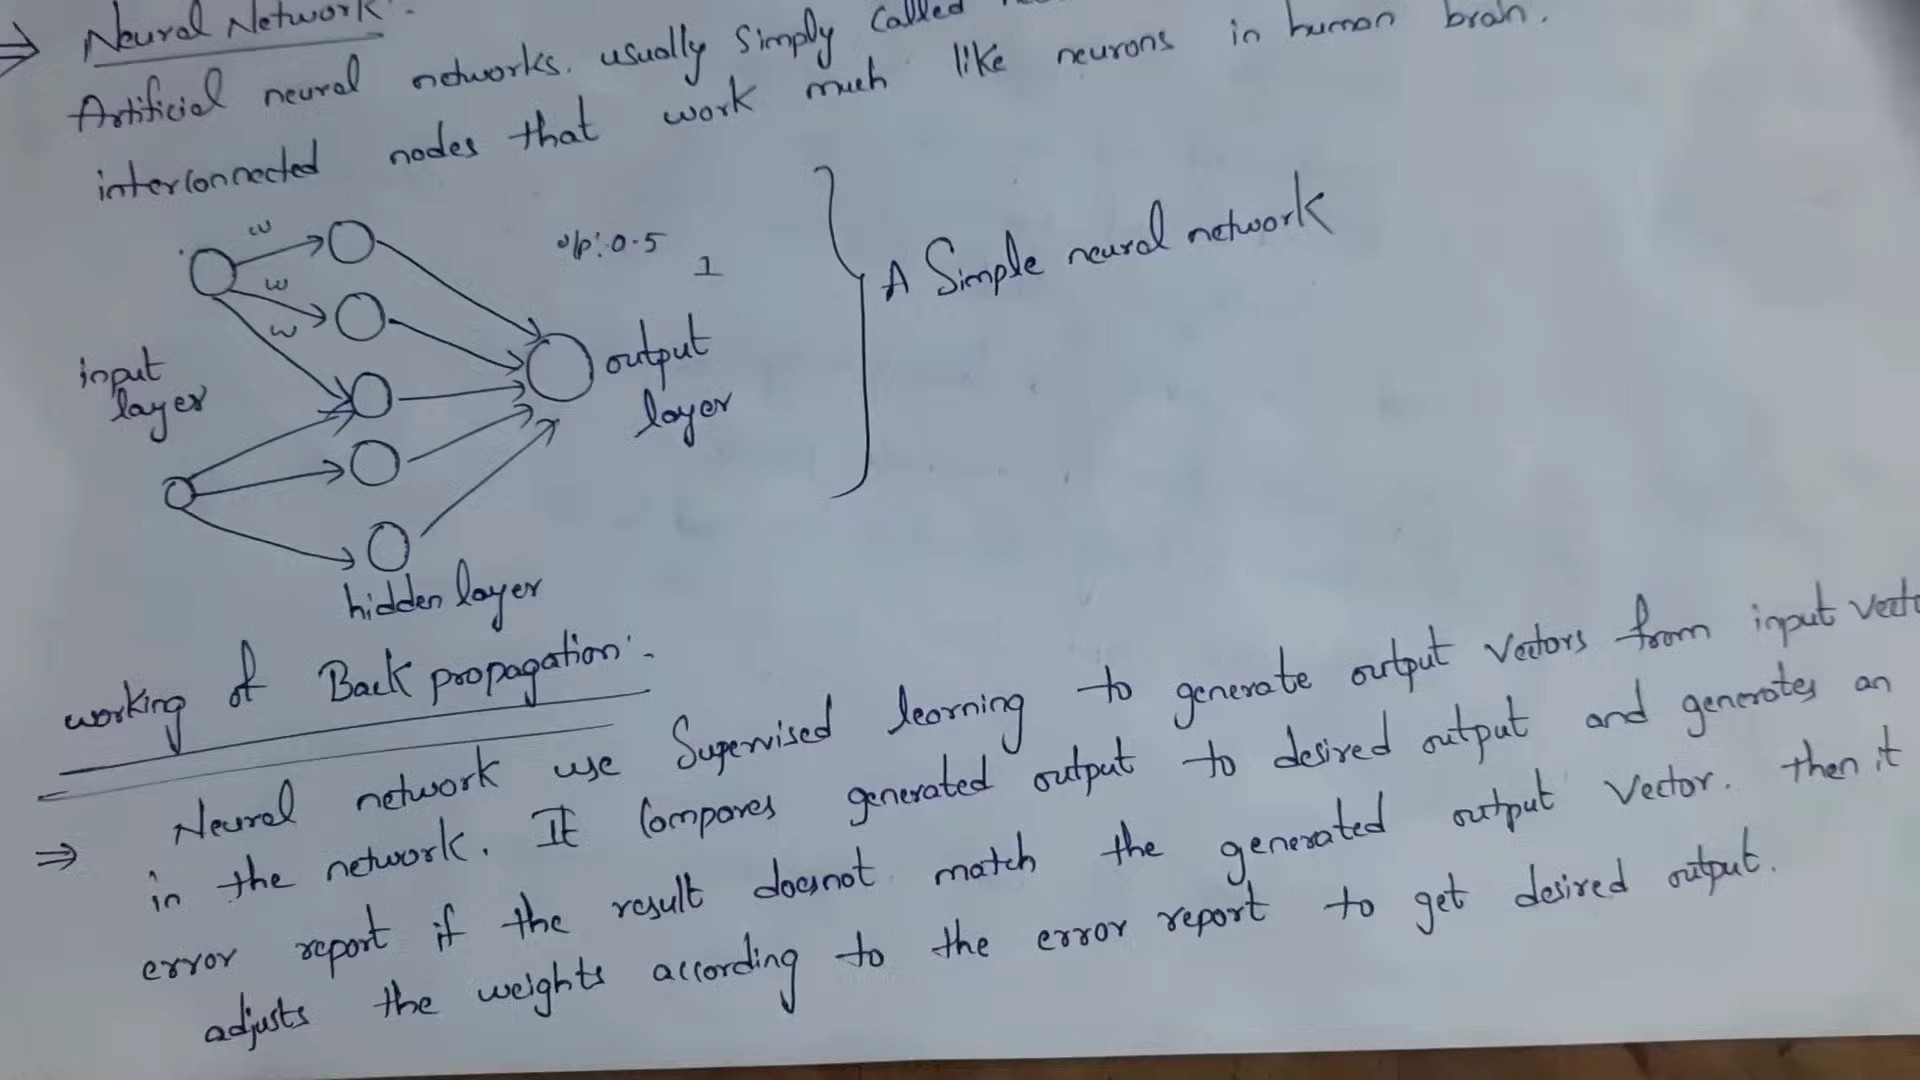 ⇒ Neural Network:
Artificial neural networks. usually simply called
interconnected nodes that work much like neurons in human brain.
w
w
w
o/p: 0.5
1
A Simple neural network
input
layer
output
layer
hidden layer
working of Back propagation:
⇒ Neural network use Supervised learning to generate output vectors from input
in the network. It Compares generated output to desired output and generates an
error report if the result doesnot match the generated output vector. then it
adjusts the weights according to the error report to get desired output.